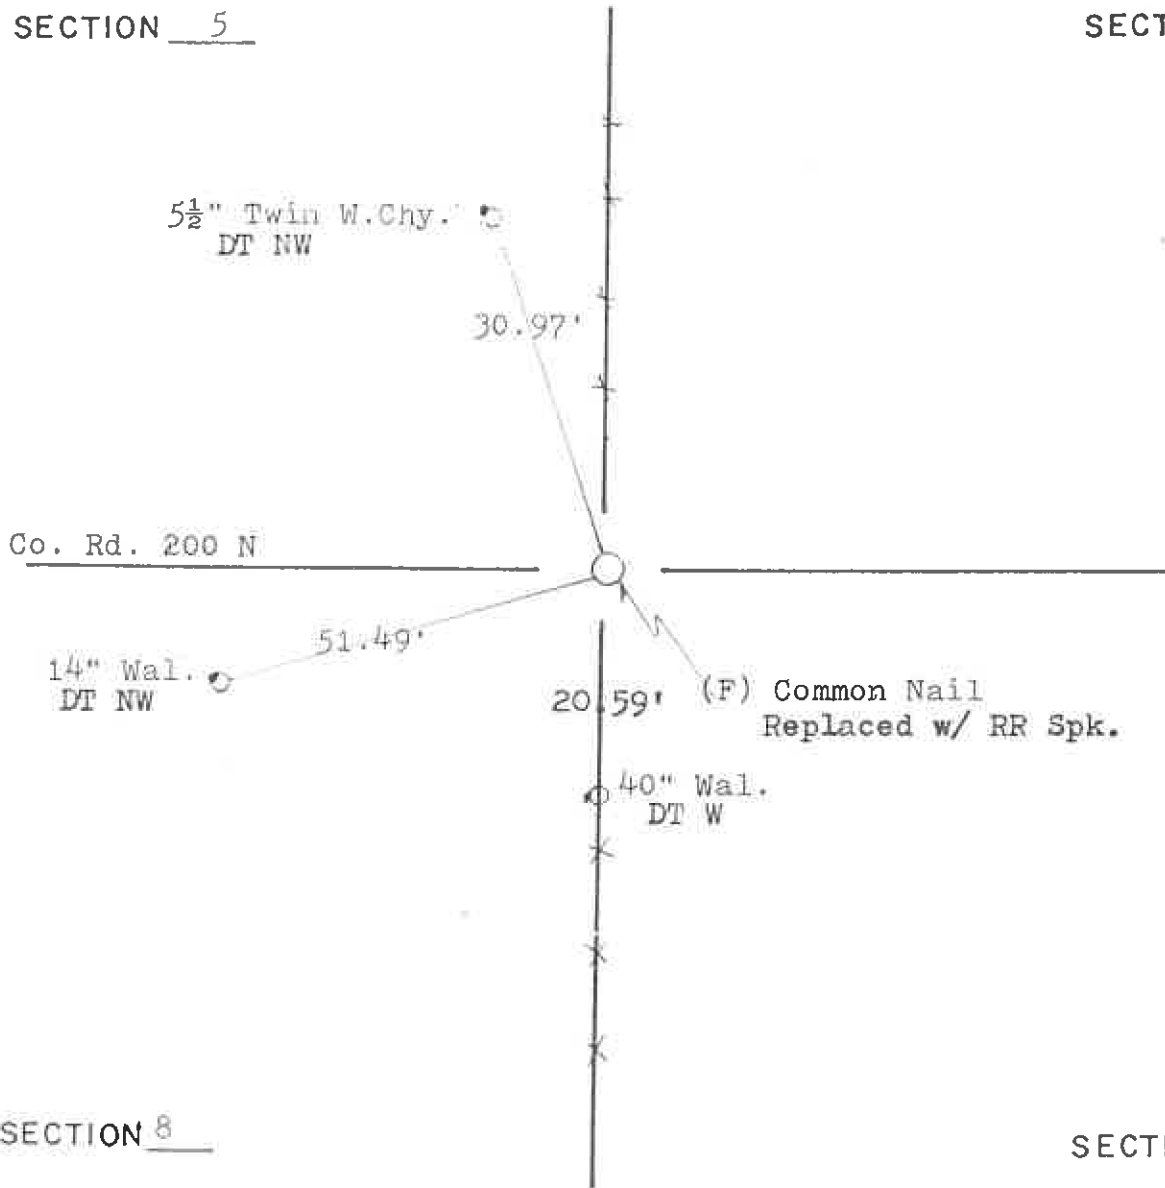 SECTION 5
SECT
5½" Twin W.Chy.
DT NW
30.97'
Co. Rd. 200 N
51.49'
14" Wal.
DT NW
20.59'
(F) Common Nail
Replaced w/ RR Spk.
40" Wal.
DT W
SECTION 8
SECTI